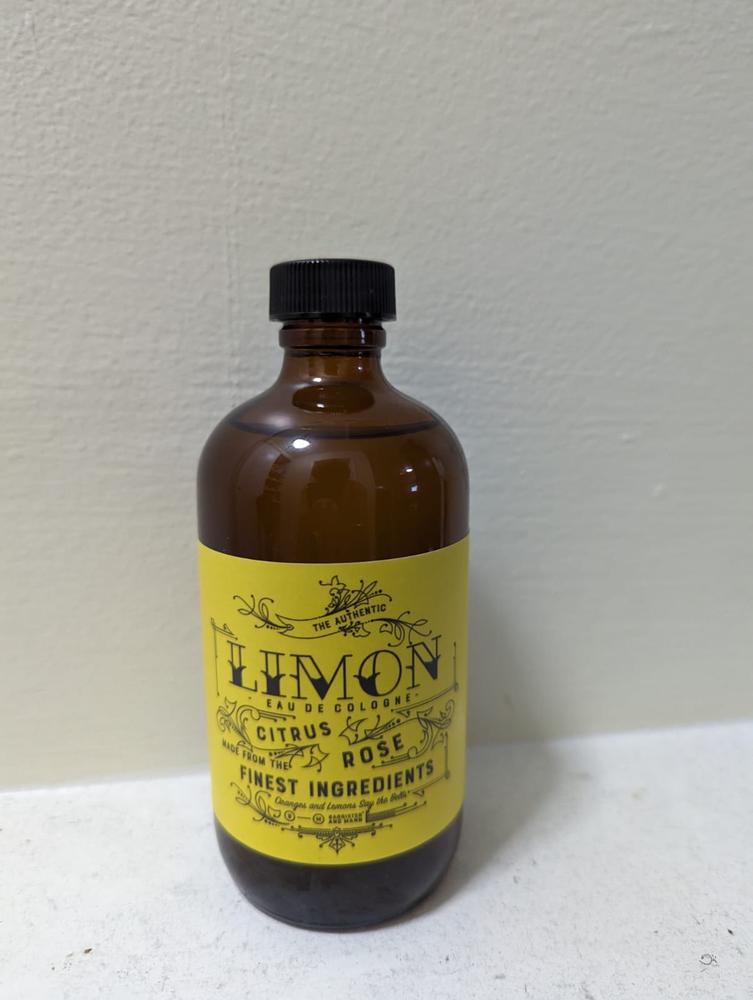 THE AUTHENTIC
LIMON
EAU DE COLOGNE
CITRUS
MADE FROM THE ROSE
FINEST INGREDIENTS
Oranges and Lemons Say the Bells
B M BARRISTER
AND MANN